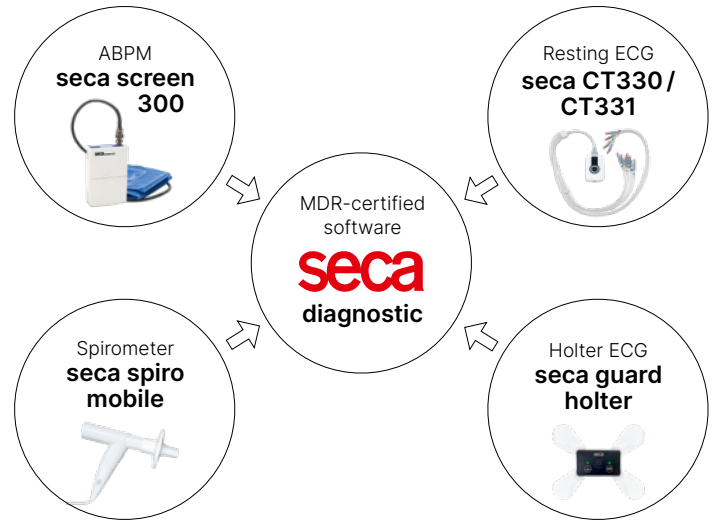 ABPM
seca screen
300
Resting ECG
seca CT330 /
CT331
MDR-certified
software
seca
diagnostic
Spirometer
seca spiro
mobile
Holter ECG
seca guard
holter
seca